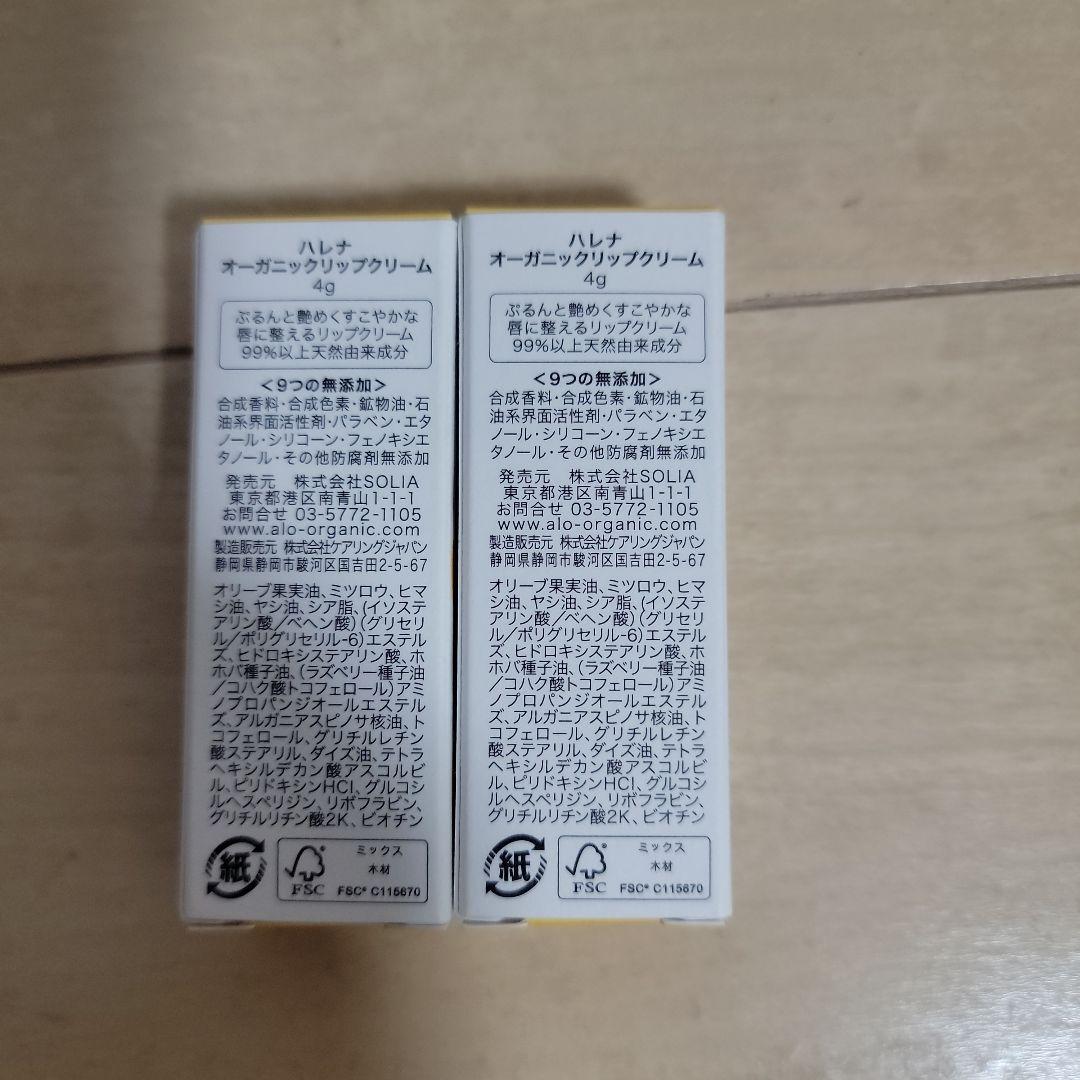 ハレナ
オーガニックリップクリーム
4g
ぷるんと艶めくすこやかな
唇に整えるリップクリーム
99%以上天然由来成分
＜9つの無添加＞
合成香料・合成色素・鉱物油・石
油系界面活性剤・パラベン・エタ
ノール・シリコーン・フェノキシエ
タノール・その他防腐剤無添加
発売元　株式会社SOLIA
東京都港区南青山1-1-1
お問合せ 03-5772-1105
www.alo-organic.com
製造販売元 株式会社ケアリングジャパン
静岡県静岡市駿河区国吉田2-5-67
オリーブ果実油、ミツロウ、ヒマ
シ油、ヤシ油、シア脂、(イソステ
アリン酸/ベヘン酸)(グリセリ
ル/ポリグリセリル-6)エステル
ズ、ヒドロキシステアリン酸、ホ
ホバ種子油、(ラズベリー種子油
/コハク酸トコフェロール)アミ
ノプロパンジオールエステル
ズ、アルガニアスピノサ核油、ト
コフェロール、グリチルレチン
酸ステアリル、ダイズ油、テトラ
ヘキシルデカン酸アスコルビ
ル、ピリドキシンHCl、グルコシ
ルヘスペリジン、リボフラビン、
グリチルリチン酸2K、ビオチン
紙
FSC
ミックス
木材
FSC® C115670
ハレナ
オーガニックリップクリーム
4g
ぷるんと艶めくすこやかな
唇に整えるリップクリーム
99%以上天然由来成分
＜9つの無添加＞
合成香料・合成色素・鉱物油・石
油系界面活性剤・パラベン・エタ
ノール・シリコーン・フェノキシエ
タノール・その他防腐剤無添加
発売元　株式会社SOLIA
東京都港区南青山1-1-1
お問合せ 03-5772-1105
www.alo-organic.com
製造販売元 株式会社ケアリングジャパン
静岡県静岡市駿河区国吉田2-5-67
オリーブ果実油、ミツロウ、ヒマ
シ油、ヤシ油、シア脂、(イソステ
アリン酸/ベヘン酸)(グリセリ
ル/ポリグリセリル-6)エステル
ズ、ヒドロキシステアリン酸、ホ
ホバ種子油、(ラズベリー種子油
/コハク酸トコフェロール)アミ
ノプロパンジオールエステル
ズ、アルガニアスピノサ核油、ト
コフェロール、グリチルレチン
酸ステアリル、ダイズ油、テトラ
ヘキシルデカン酸アスコルビ
ル、ピリドキシンHCl、グルコシ
ルヘスペリジン、リボフラビン、
グリチルリチン酸2K、ビオチン
紙
FSC
ミックス
木材
FSC® C115670